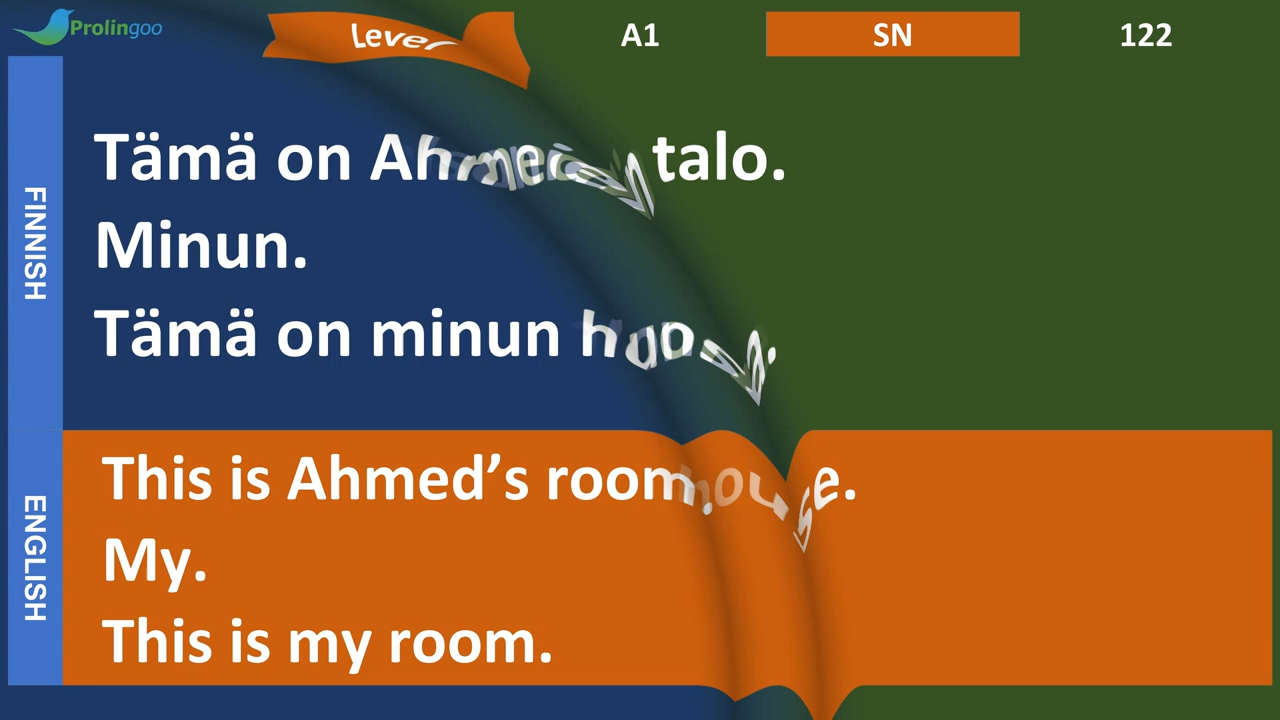 Prolingoo
Level A1 SN 122
FINNISH
Tämä on talo.
Minun.
Tämä on minun
ENGLISH
This is Ahmed’s room
My.
This is my room.